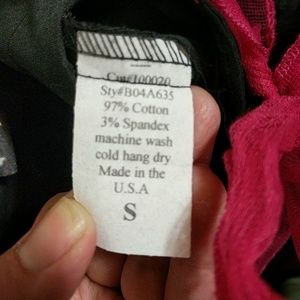 Cut#100020
Sty#B04A635
97% Cotton
3% Spandex
machine wash
cold hang dry
Made in the
U.S.A
S